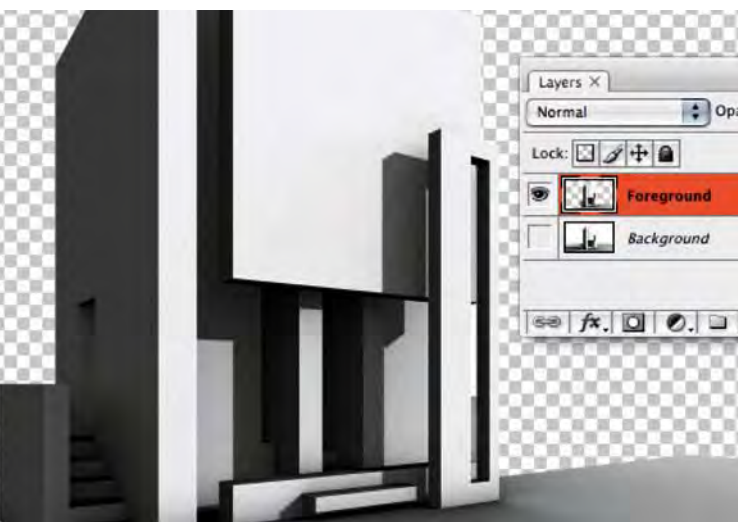 Layers ×
Normal Opa
Lock:
Foreground
Background
fx